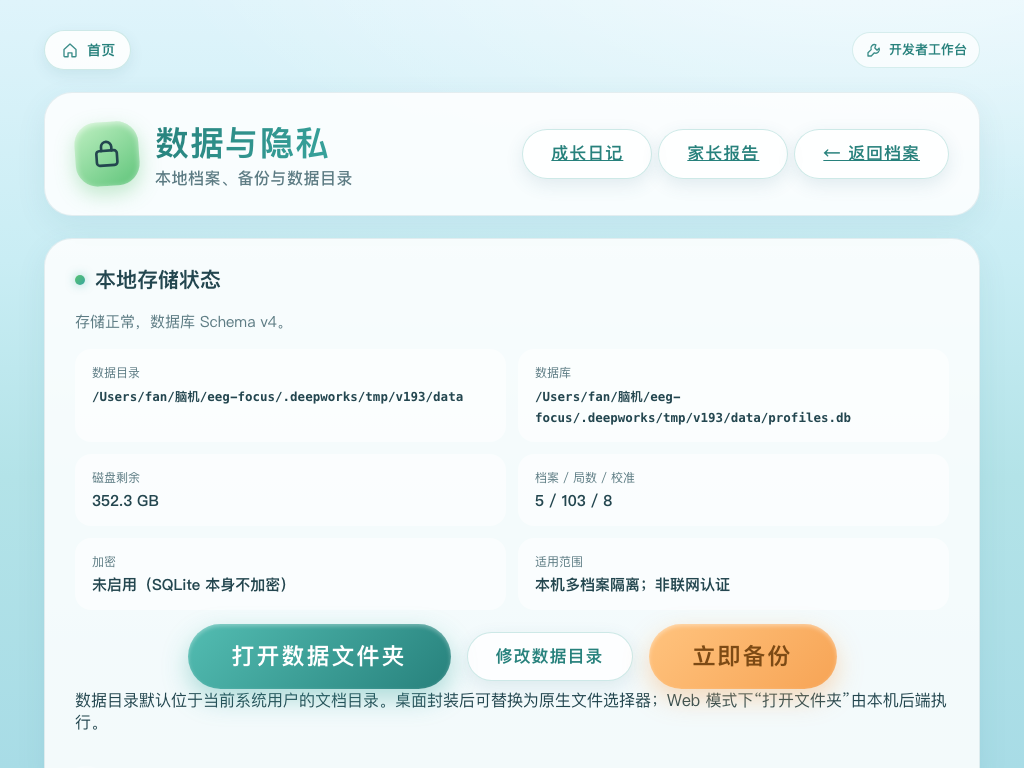 首页
开发者工作台
数据与隐私
本地档案、备份与数据目录
成长日记
家长报告
← 返回档案
本地存储状态
存储正常，数据库 Schema v4。
数据目录
/Users/fan/脑机/eeg-focus/.deepworks/tmp/v193/data
数据库
/Users/fan/脑机/eeg-
focus/.deepworks/tmp/v193/data/profiles.db
磁盘剩余
352.3 GB
档案 / 局数 / 校准
5 / 103 / 8
加密
未启用（SQLite 本身不加密）
适用范围
本机多档案隔离；非联网认证
打开数据文件夹
修改数据目录
立即备份
数据目录默认位于当前系统用户的文档目录。桌面封装后可替换为原生文件选择器；Web 模式下“打开文件夹”由本机后端执
行。